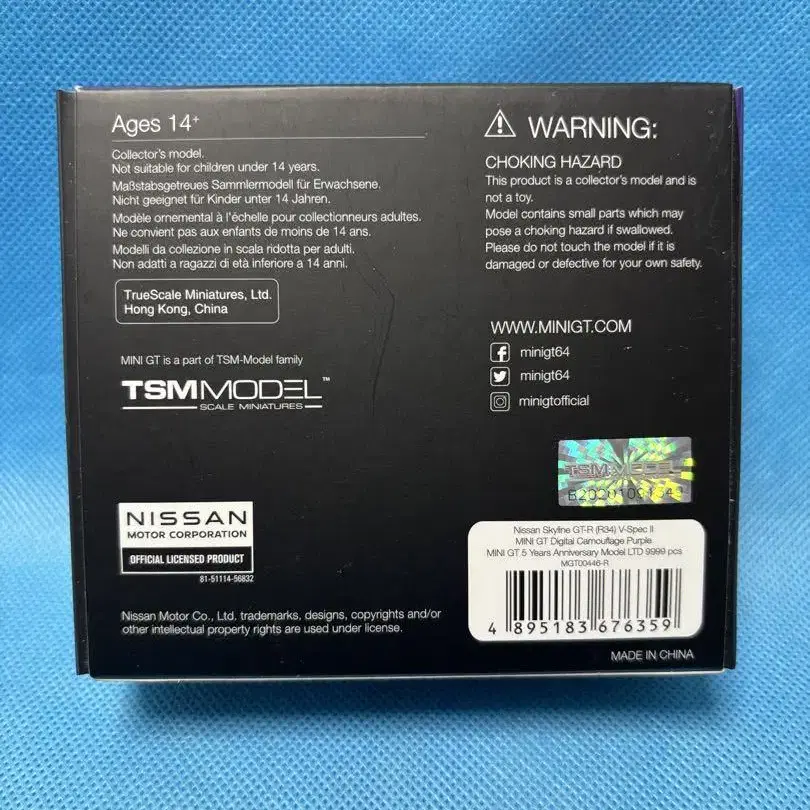 Ages 14+
Collector's model.
Not suitable for children under 14 years.
Maßstabsgetreues Sammlermodell für Erwachsene.
Nicht geeignet für Kinder unter 14 Jahren.
Modèle ornemental à l'échelle pour collectionneurs adultes.
Ne convient pas aux enfants de moins de 14 ans.
Modelli da collezione in scala ridotta per adulti.
Non adatti a ragazzi di età inferiore a 14 anni.
TrueScale Miniatures, Ltd.
Hong Kong, China
MINI GT is a part of TSM-Model family
TSMMODEL™
SCALE MINIATURES
NISSAN
MOTOR CORPORATION
OFFICIAL LICENSED PRODUCT
81-51114-56832
Nissan Motor Co., Ltd. trademarks, designs, copyrights and/or
other intellectual property rights are used under license.
WARNING:
CHOKING HAZARD
This product is a collector's model and is
not a toy.
Model contains small parts which may
pose a choking hazard if swallowed.
Please do not touch the model if it is
damaged or defective for your own safety.
WWW.MINIGT.COM
minigt64
minigt64
minigtofficial
TSM-MODEL
Nissan Skyline GT-R (R34) V-Spec II
MINI GT Digital Camouflage Purple
MINI GT 5 Years Anniversary Model LTD 9999 pcs
MGT00446-R
4 895183 676359
MADE IN CHINA